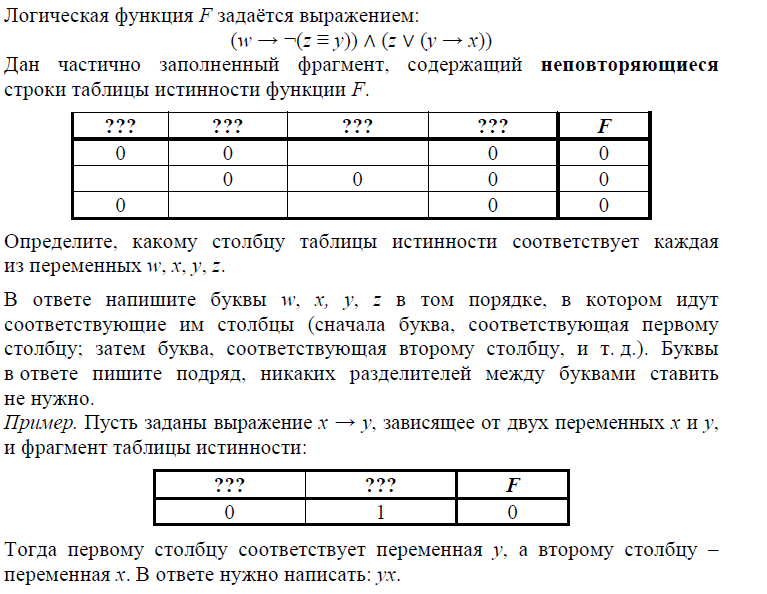 Логическая функция F задаётся выражением:
(w → ¬(z ≡ y)) ∧ (z ∨ (y → x))
Дан частично заполненный фрагмент, содержащий неповторяющиеся
строки таблицы истинности функции F.
??? ??? ??? ??? F
0 0 0 0
0 0 0 0
0 0 0
Определите, какому столбцу таблицы истинности соответствует каждая
из переменных w, x, y, z.
В ответе напишите буквы w, x, y, z в том порядке, в котором идут
соответствующие им столбцы (сначала буква, соответствующая первому
столбцу; затем буква, соответствующая второму столбцу, и т. д.). Буквы
в ответе пишите подряд, никаких разделителей между буквами ставить
не нужно.
Пример. Пусть заданы выражение x → y, зависящее от двух переменных x и y,
и фрагмент таблицы истинности:
??? ??? F
0 1 0
Тогда первому столбцу соответствует переменная y, а второму столбцу –
переменная x. В ответе нужно написать: yx.